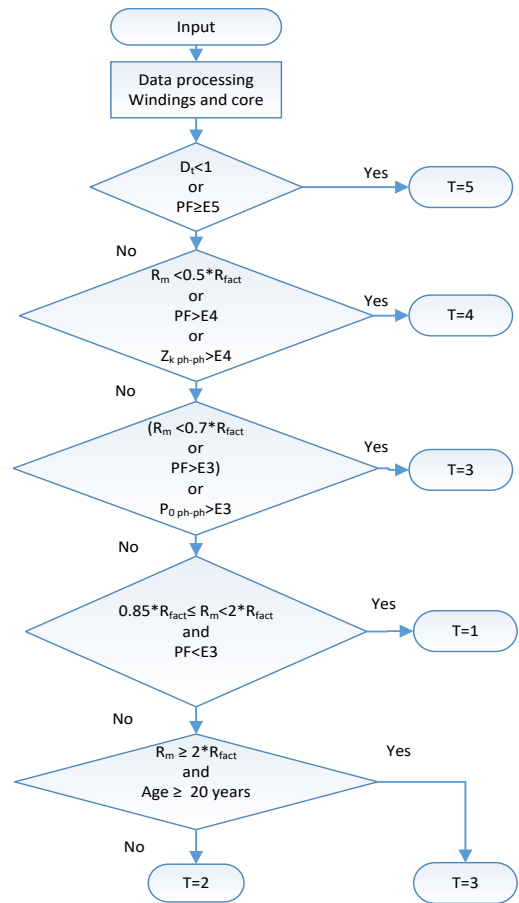 Input
Data processing
Windings and core
Dt<1
or
PF≥E5
Yes
T=5
No
Rm <0.5*Rfact
or
PF>E4
or
Zk ph-ph>E4
Yes
T=4
No
(Rm <0.7*Rfact
or
PF>E3)
or
P0 ph-ph>E3
Yes
T=3
No
0.85*Rfact≤ Rm<2*Rfact
and
PF<E3
Yes
T=1
No
Rm ≥ 2*Rfact
and
Age ≥ 20 years
Yes
No
T=2
T=3